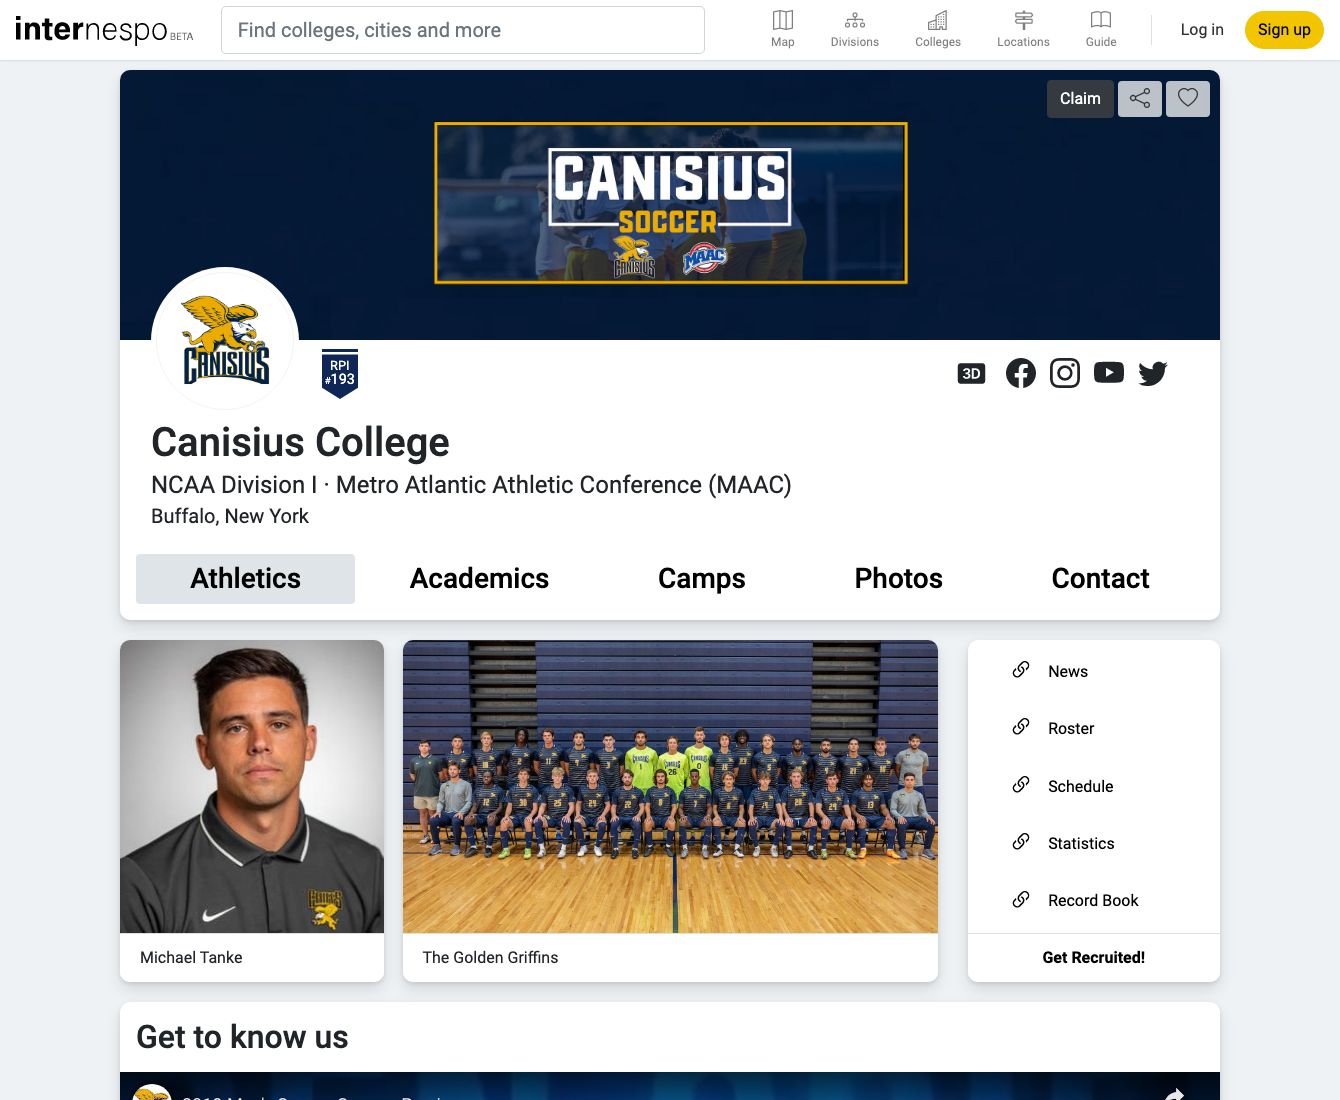 internespo BETA
Find colleges, cities and more
Map
Divisions
Colleges
Locations
Guide
Log in
Sign up
Claim
CANISIUS
SOCCER
CANISIUS
MAAC
CANISIUS
RPI
#193
3D
Canisius College
NCAA Division I · Metro Atlantic Athletic Conference (MAAC)
Buffalo, New York
Athletics
Academics
Camps
Photos
Contact
News
Roster
Schedule
Statistics
Record Book
Michael Tanke
The Golden Griffins
Get Recruited!
Get to know us